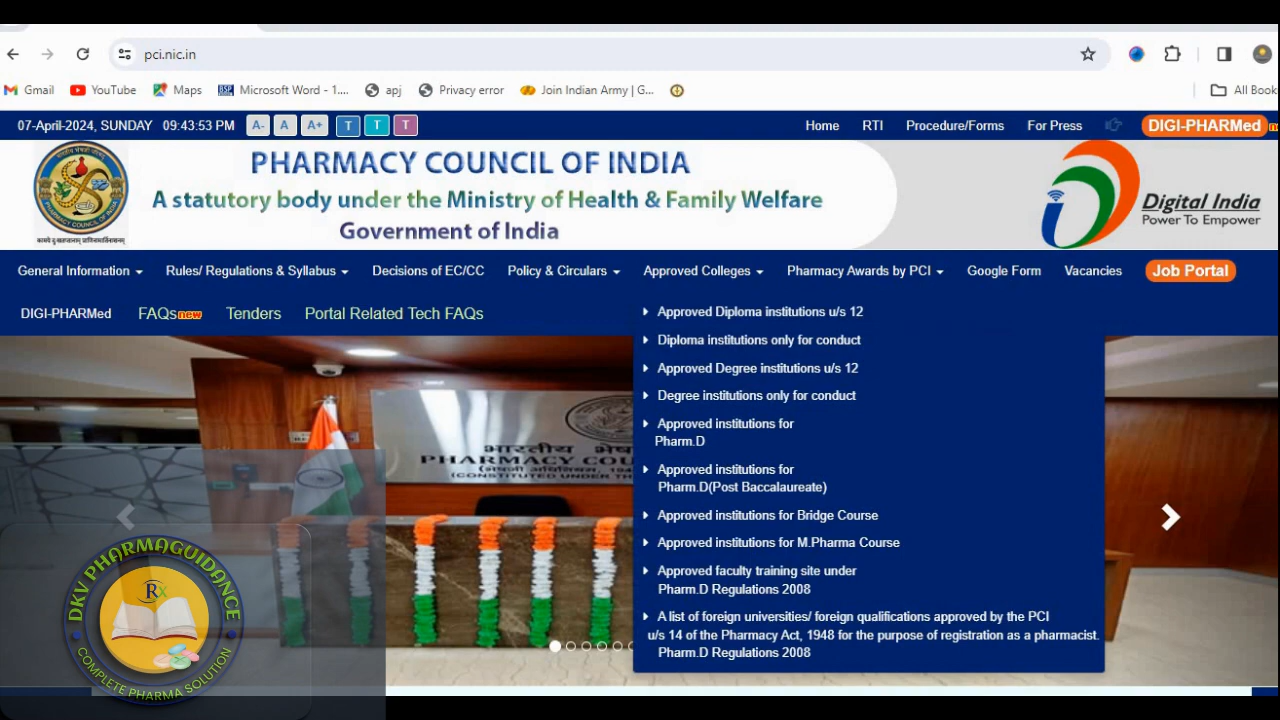 pci.nic.in
Gmail YouTube Maps BSP Microsoft Word - 1.... apj Privacy error Join Indian Army | G... All Book
07-April-2024, SUNDAY 09:43:53 PM A- A A+ T T T Home RTI Procedure/Forms For Press DIGI-PHARMed
PHARMACY COUNCIL OF INDIA
A statutory body under the Ministry of Health & Family Welfare
Government of India
PHARMACY COUNCIL OF INDIA
Digital India
Power To Empower
General Information Rules/ Regulations & Syllabus Decisions of EC/CC Policy & Circulars Approved Colleges Pharmacy Awards by PCI Google Form Vacancies Job Portal
DIGI-PHARMed FAQs new Tenders Portal Related Tech FAQs
Approved Diploma institutions u/s 12
Diploma institutions only for conduct
Approved Degree institutions u/s 12
Degree institutions only for conduct
Approved institutions for
Pharm.D
Approved institutions for
Pharm.D(Post Baccalaureate)
Approved institutions for Bridge Course
Approved institutions for M.Pharma Course
Approved faculty training site under
Pharm.D Regulations 2008
A list of foreign universities/ foreign qualifications approved by the PCI
u/s 14 of the Pharmacy Act, 1948 for the purpose of registration as a pharmacist.
Pharm.D Regulations 2008
भारतीय
PHARMACY COU
(CONSTITUTED UNDER
DKV PHARMAGUIDANCE
Rx
COMPLETE PHARMA SOLUTION